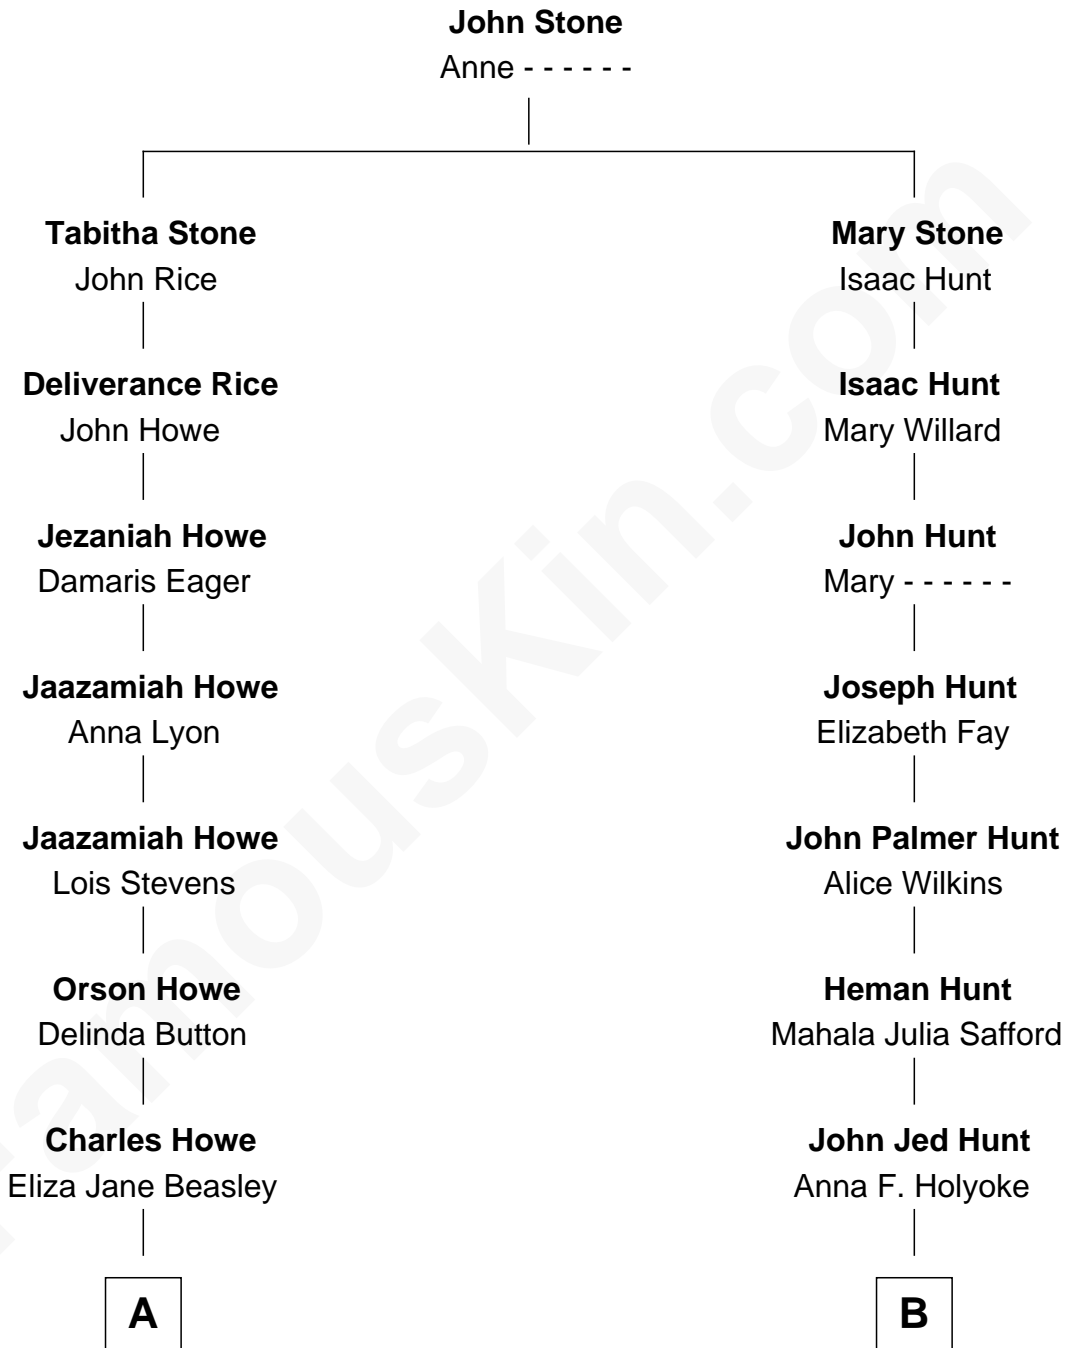 John Stone
Anne - - - - - -
Tabitha Stone
John Rice
Mary Stone
Isaac Hunt
Deliverance Rice
John Howe
Isaac Hunt
Mary Willard
Jezaniah Howe
Damaris Eager
John Hunt
Mary - - - - - -
Jaazamiah Howe
Anna Lyon
Joseph Hunt
Elizabeth Fay
Jaazamiah Howe
Lois Stevens
John Palmer Hunt
Alice Wilkins
Orson Howe
Delinda Button
Heman Hunt
Mahala Julia Safford
Charles Howe
Eliza Jane Beasley
John Jed Hunt
Anna F. Holyoke
A
B
FamousKin.com